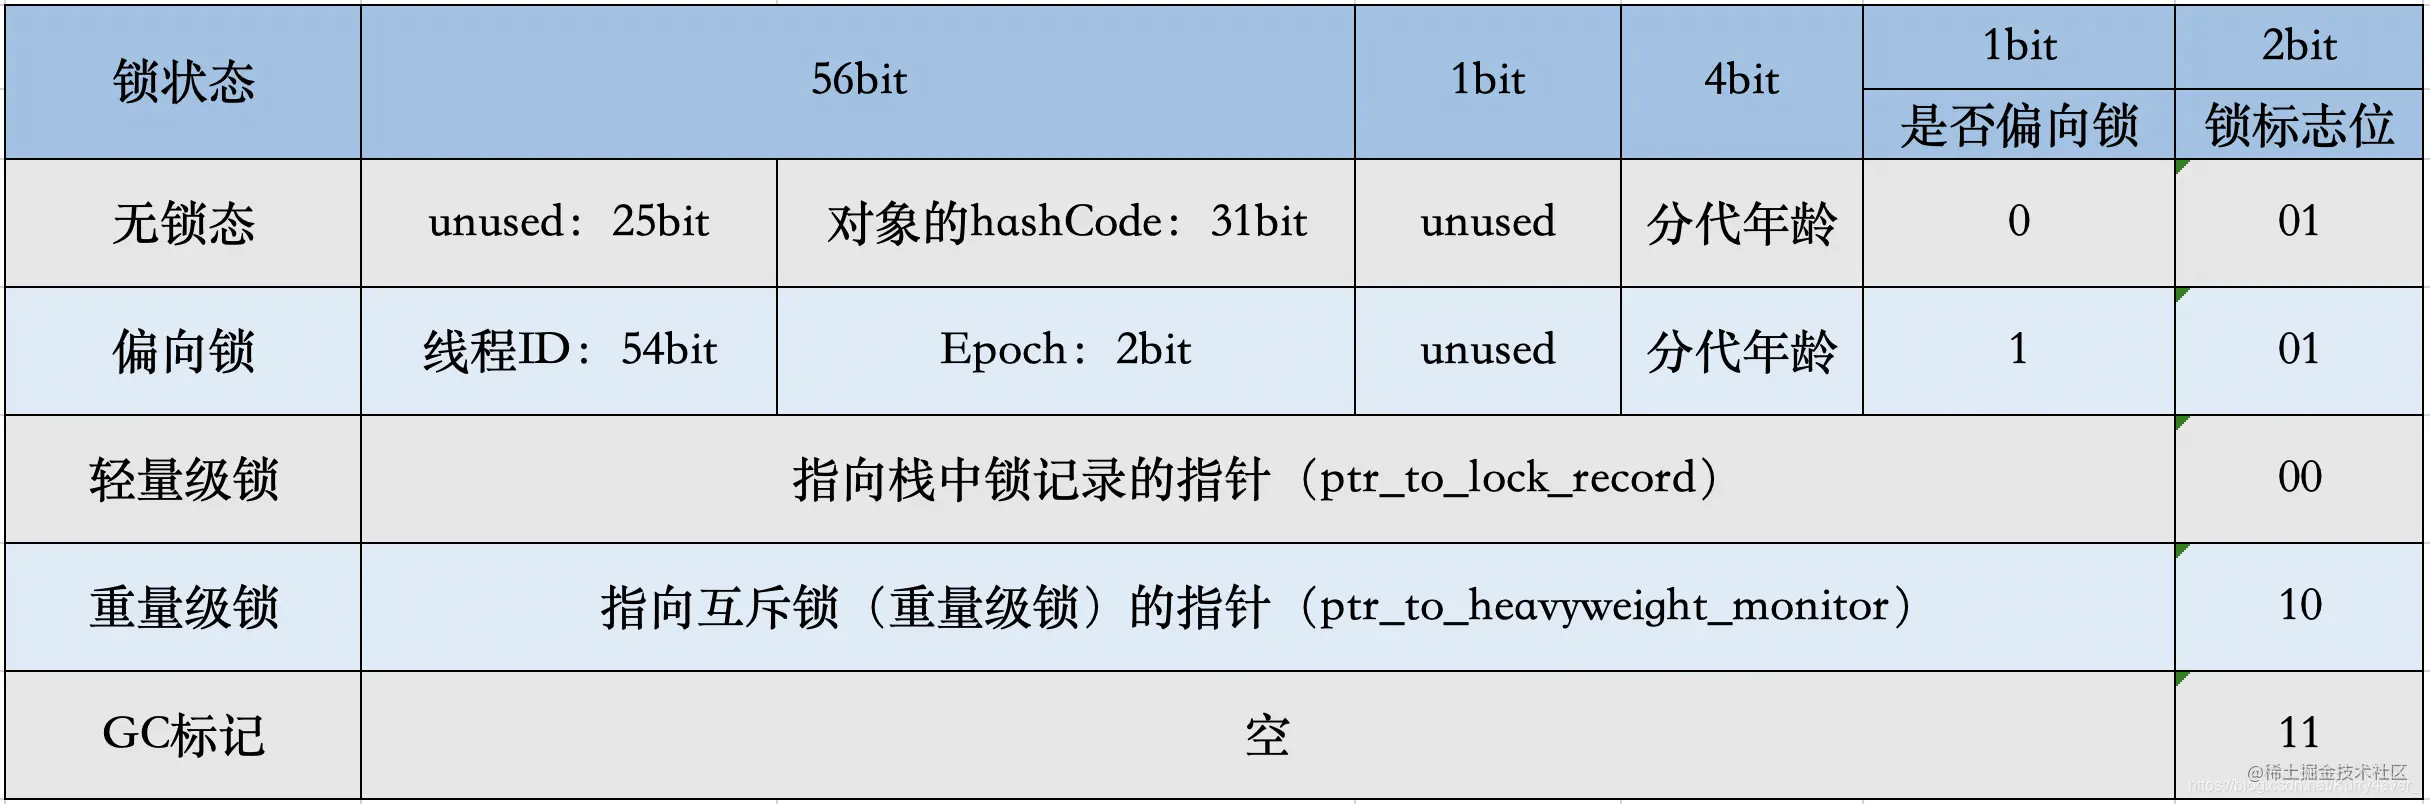 锁状态 56bit 1bit 4bit 1bit 2bit
是否偏向锁 锁标志位
无锁态 unused：25bit 对象的hashCode：31bit unused 分代年龄 0 01
偏向锁 线程ID：54bit Epoch：2bit unused 分代年龄 1 01
轻量级锁 指向栈中锁记录的指针（ptr_to_lock_record） 00
重量级锁 指向互斥锁（重量级锁）的指针（ptr_to_heavyweight_monitor） 10
GC标记 空 11
@稀土掘金技术社区
https://blog.csdn.net/Kurry4ever_